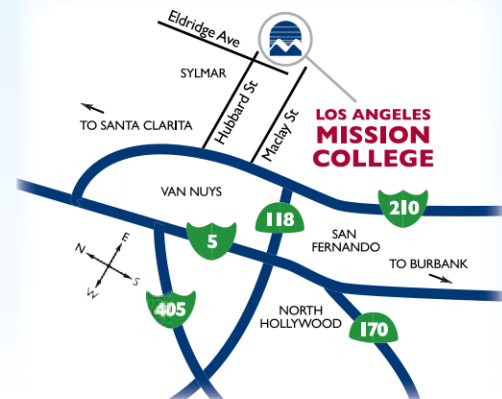 Eldridge Ave
SYLMAR
Hubbard St
Maclay St
LOS ANGELES
MISSION
COLLEGE
TO SANTA CLARITA
VAN NUYS
118
210
5
SAN
FERNANDO
TO BURBANK
N
E
S
W
405
NORTH
HOLLYWOOD
170